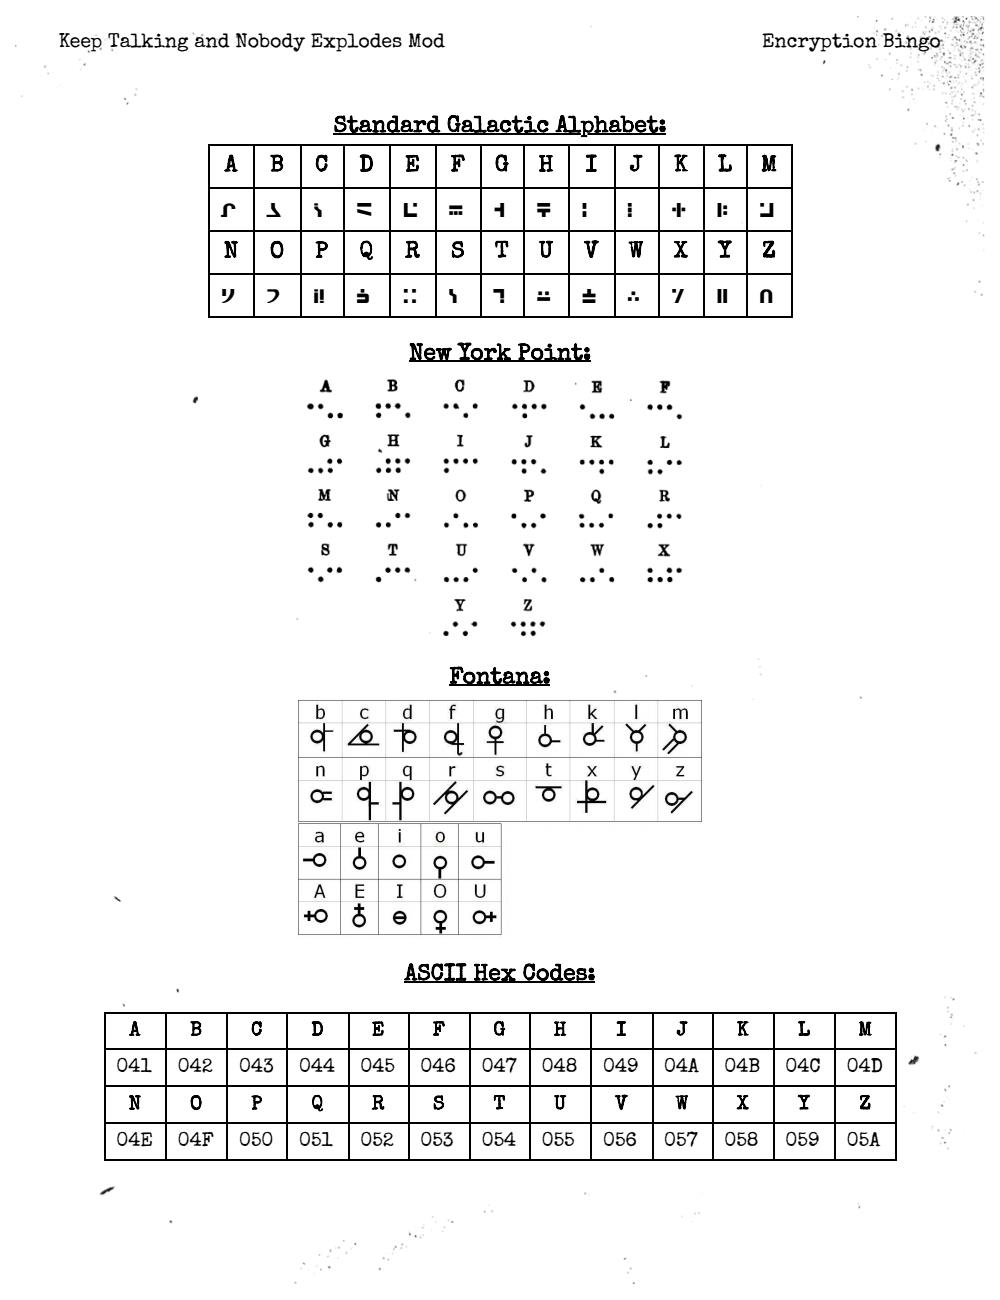 Keep Talking and Nobody Explodes Mod Encryption Bingo
Standard Galactic Alphabet:
A B C D E F G H I J K L M
N O P Q R S T U V W X Y Z
New York Point:
A B C D E F
G H I J K L
M N O P Q R
S T U V W X
Y Z
Fontana:
b c d f g h k l m
n p q r s t x y z
a e i o u
A E I O U
ASCII Hex Codes:
A B C D E F G H I J K L M
041 042 043 044 045 046 047 048 049 04A 04B 04C 04D
N O P Q R S T U V W X Y Z
04E 04F 050 051 052 053 054 055 056 057 058 059 05A